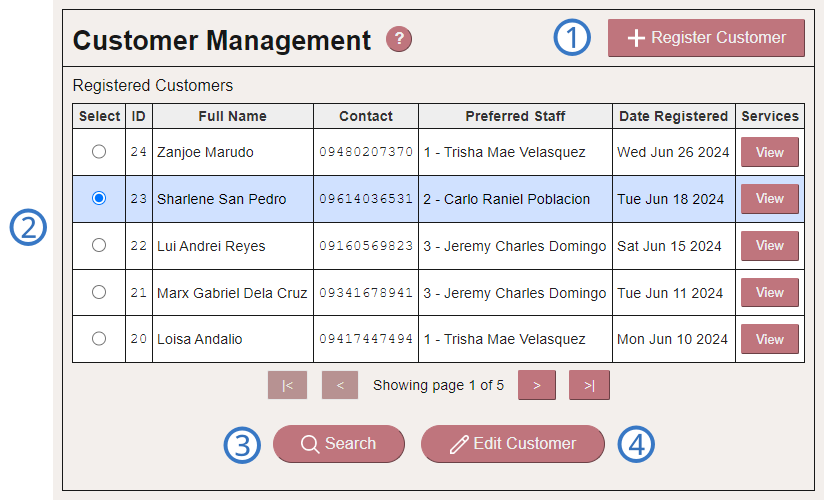 Customer Management ? 1 + Register Customer
Registered Customers
Select ID Full Name Contact Preferred Staff Date Registered Services
24 Zanjoe Marudo 09480207370 1 - Trisha Mae Velasquez Wed Jun 26 2024 View
2 23 Sharlene San Pedro 09614036531 2 - Carlo Raniel Poblacion Tue Jun 18 2024 View
22 Lui Andrei Reyes 09160569823 3 - Jeremy Charles Domingo Sat Jun 15 2024 View
21 Marx Gabriel Dela Cruz 09341678941 3 - Jeremy Charles Domingo Tue Jun 11 2024 View
20 Loisa Andalio 09417447494 1 - Trisha Mae Velasquez Mon Jun 10 2024 View
|< < Showing page 1 of 5 > >|
3 Search Edit Customer 4